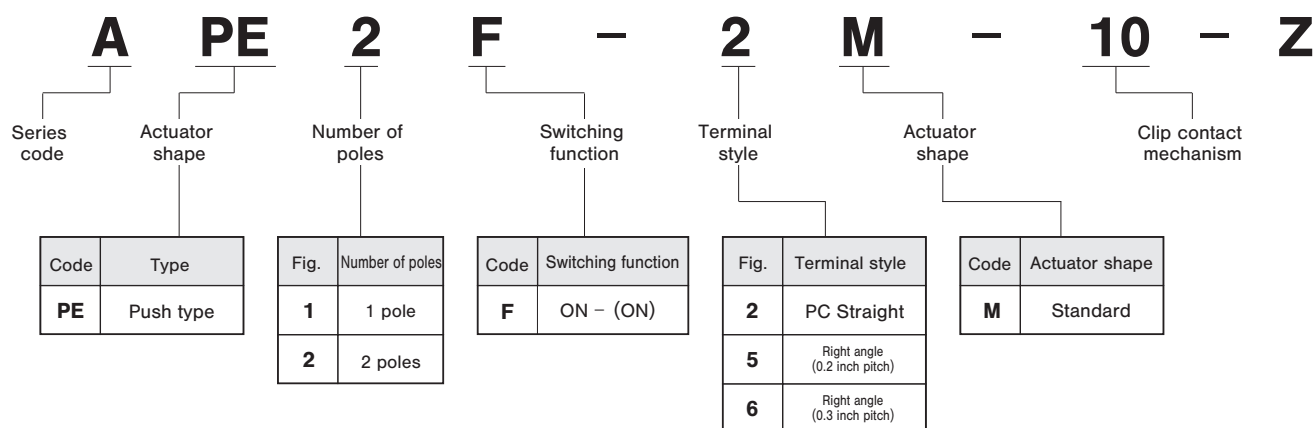 A PE 2 F - 2 M - 10 - Z
Series code
Actuator shape
Number of poles
Switching function
Terminal style
Actuator shape
Clip contact mechanism
Code Type
PE Push type
Fig. Number of poles
1 1 pole
2 2 poles
Code Switching function
F ON - (ON)
Fig. Terminal style
2 PC Straight
5 Right angle (0.2 inch pitch)
6 Right angle (0.3 inch pitch)
Code Actuator shape
M Standard